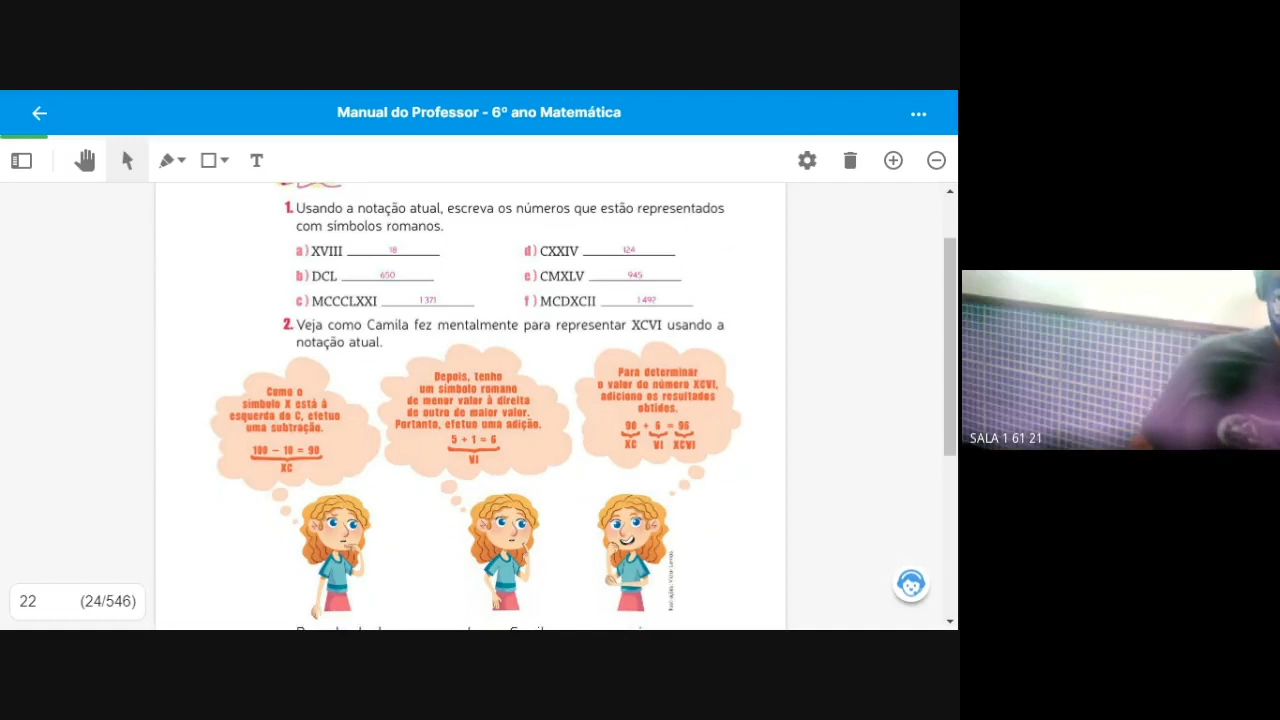 Manual do Professor - 6º ano Matemática
T
1. Usando a notação atual, escreva os números que estão representados
com símbolos romanos.
a) XVIII 18
d) CXXIV 124
b) DCL 650
e) CMXLV 945
c) MCCCLXXI 1 371
f) MCDXCII 1 492
2. Veja como Camila fez mentalmente para representar XCVI usando a
notação atual.
Como o
símbolo X está à
esquerda do C, efetuo
uma subtração.
100 - 10 = 90
XC
Depois, tenho
um símbolo romano
de menor valor à direita
de outro de maior valor.
Portanto, efetuo uma adição.
5 + 1 = 6
VI
Para determinar
o valor do número XCVI,
adiciono os resultados
obtidos.
90 + 6 = 96
XC VI XCVI
22 (24/546)
SALA 1 61 21